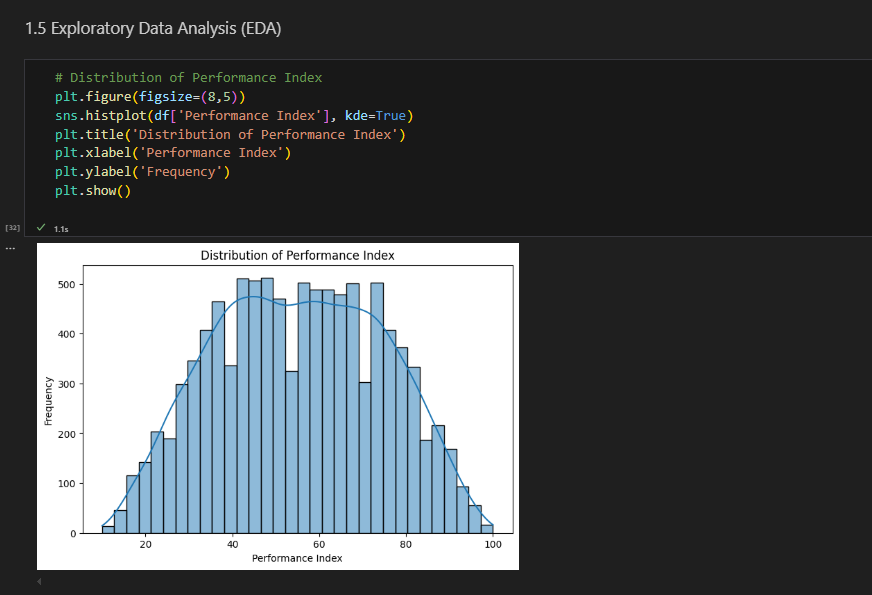 1.5 Exploratory Data Analysis (EDA)
# Distribution of Performance Index
plt.figure(figsize=(8,5))
sns.histplot(df['Performance Index'], kde=True)
plt.title('Distribution of Performance Index')
plt.xlabel('Performance Index')
plt.ylabel('Frequency')
plt.show()
[32]
1.1s
...
Distribution of Performance Index
500
400
300
200
100
0
Frequency
20 40 60 80 100
Performance Index